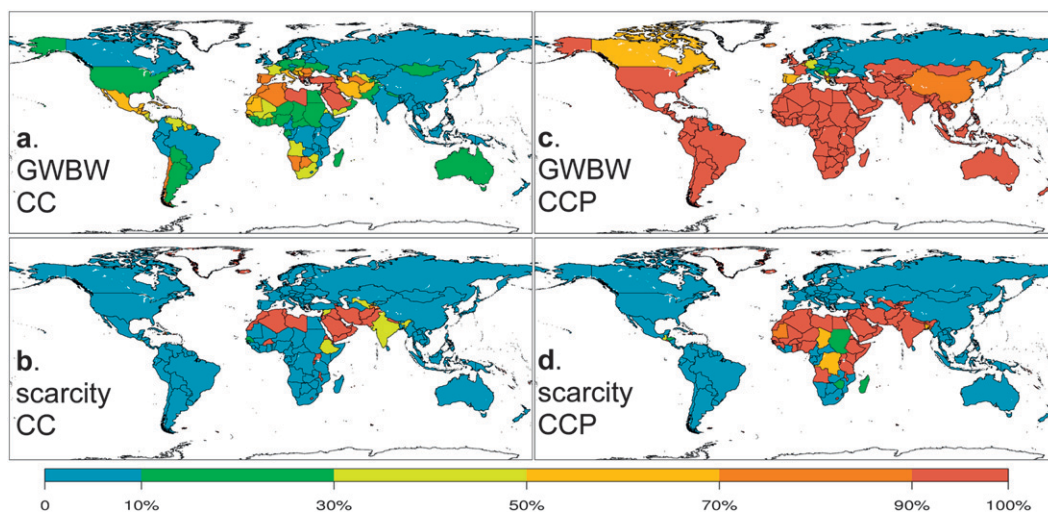 a.
GWBW
CC
c.
GWBW
CCP
b.
scarcity
CC
d.
scarcity
CCP
0 10% 30% 50% 70% 90% 100%